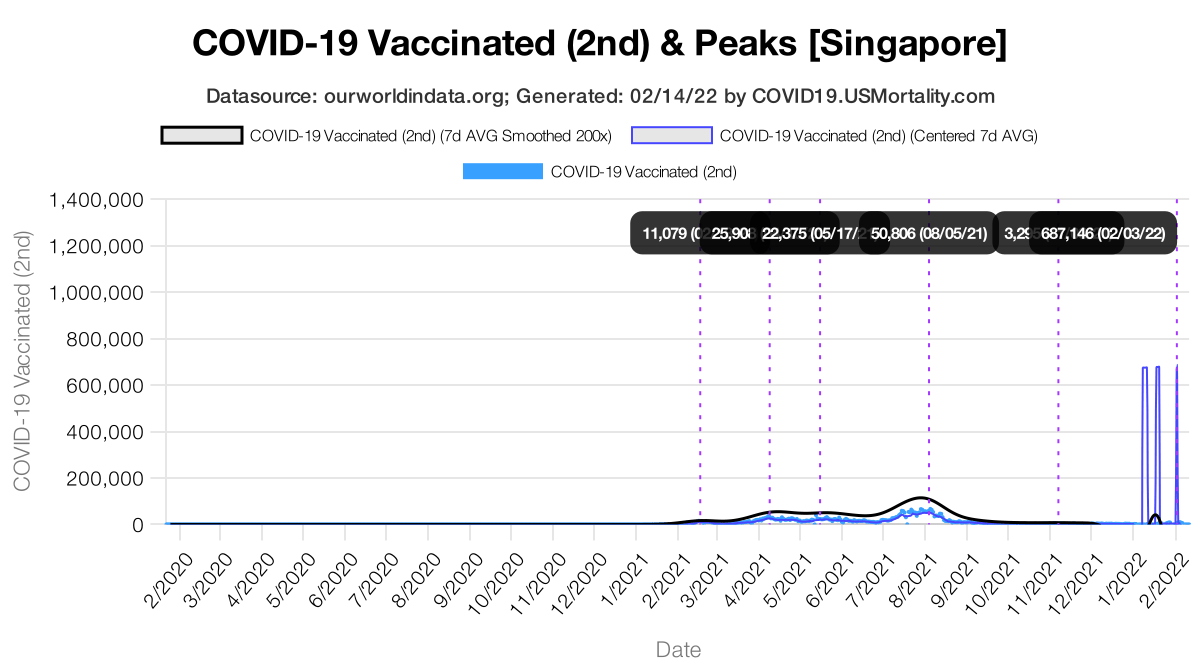 COVID-19 Vaccinated (2nd) & Peaks [Singapore]
Datasource: ourworldindata.org; Generated: 02/14/22 by COVID19.USMortality.com
COVID-19 Vaccinated (2nd) (7d AVG Smoothed 200x) COVID-19 Vaccinated (2nd) (Centered 7d AVG)
COVID-19 Vaccinated (2nd)
1,400,000
1,200,000
1,000,000
800,000
600,000
400,000
200,000
0
COVID-19 Vaccinated (2nd)
11,079 25,908 22,375 (05/17/ 50,806 (08/05/21) 687,146 (02/03/22)
2/2020 3/2020 4/2020 5/2020 6/2020 7/2020 8/2020 9/2020 10/2020 11/2020 12/2020 1/2021 2/2021 3/2021 4/2021 5/2021 6/2021 7/2021 8/2021 9/2021 10/2021 11/2021 12/2021 1/2022 2/2022
Date